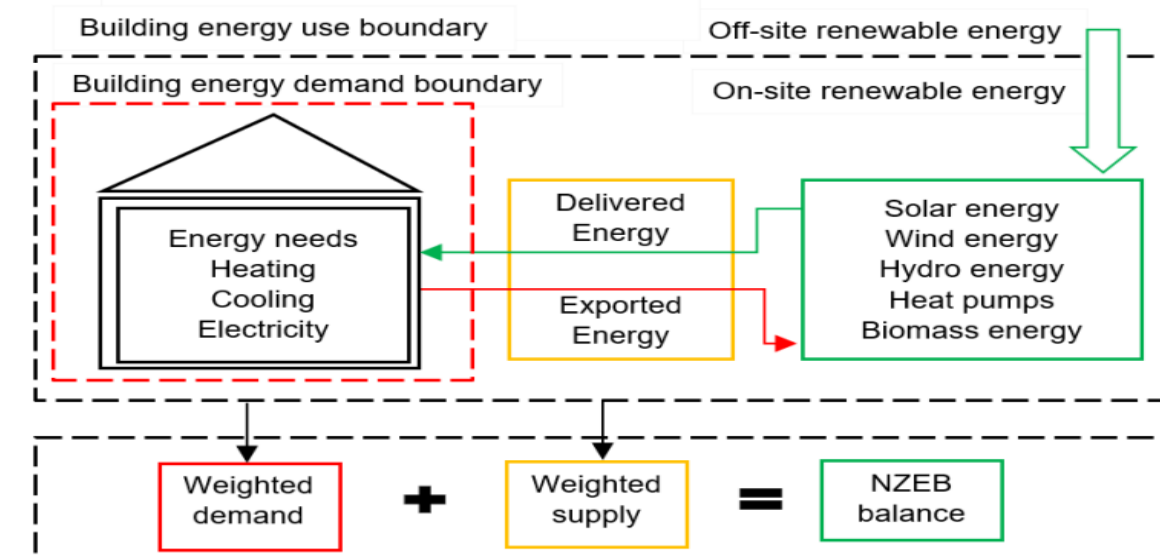 Building energy use boundary
Off-site renewable energy
Building energy demand boundary
On-site renewable energy
Energy needs
Heating
Cooling
Electricity
Delivered
Energy
Exported
Energy
Solar energy
Wind energy
Hydro energy
Heat pumps
Biomass energy
Weighted
demand
+
Weighted
supply
=
NZEB
balance